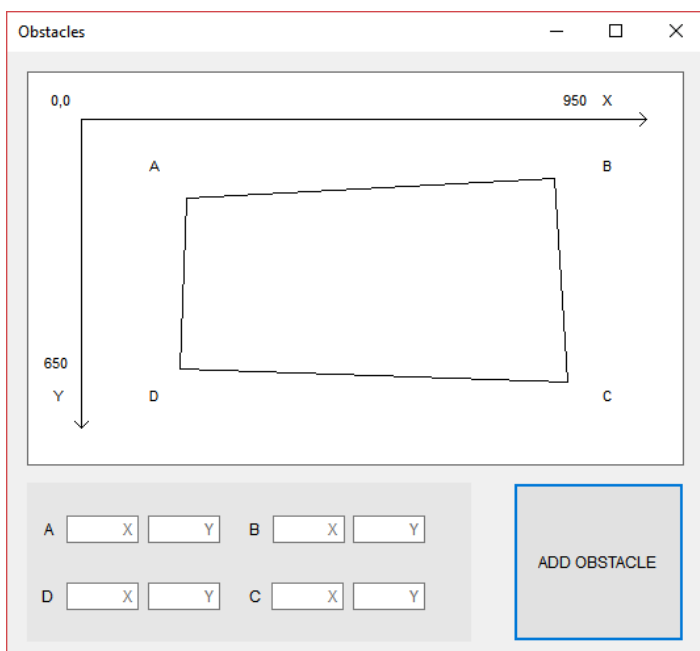 Obstacles
0,0 950 X
A B
650
Y D C
A X Y B X Y
ADD OBSTACLE
D X Y C X Y